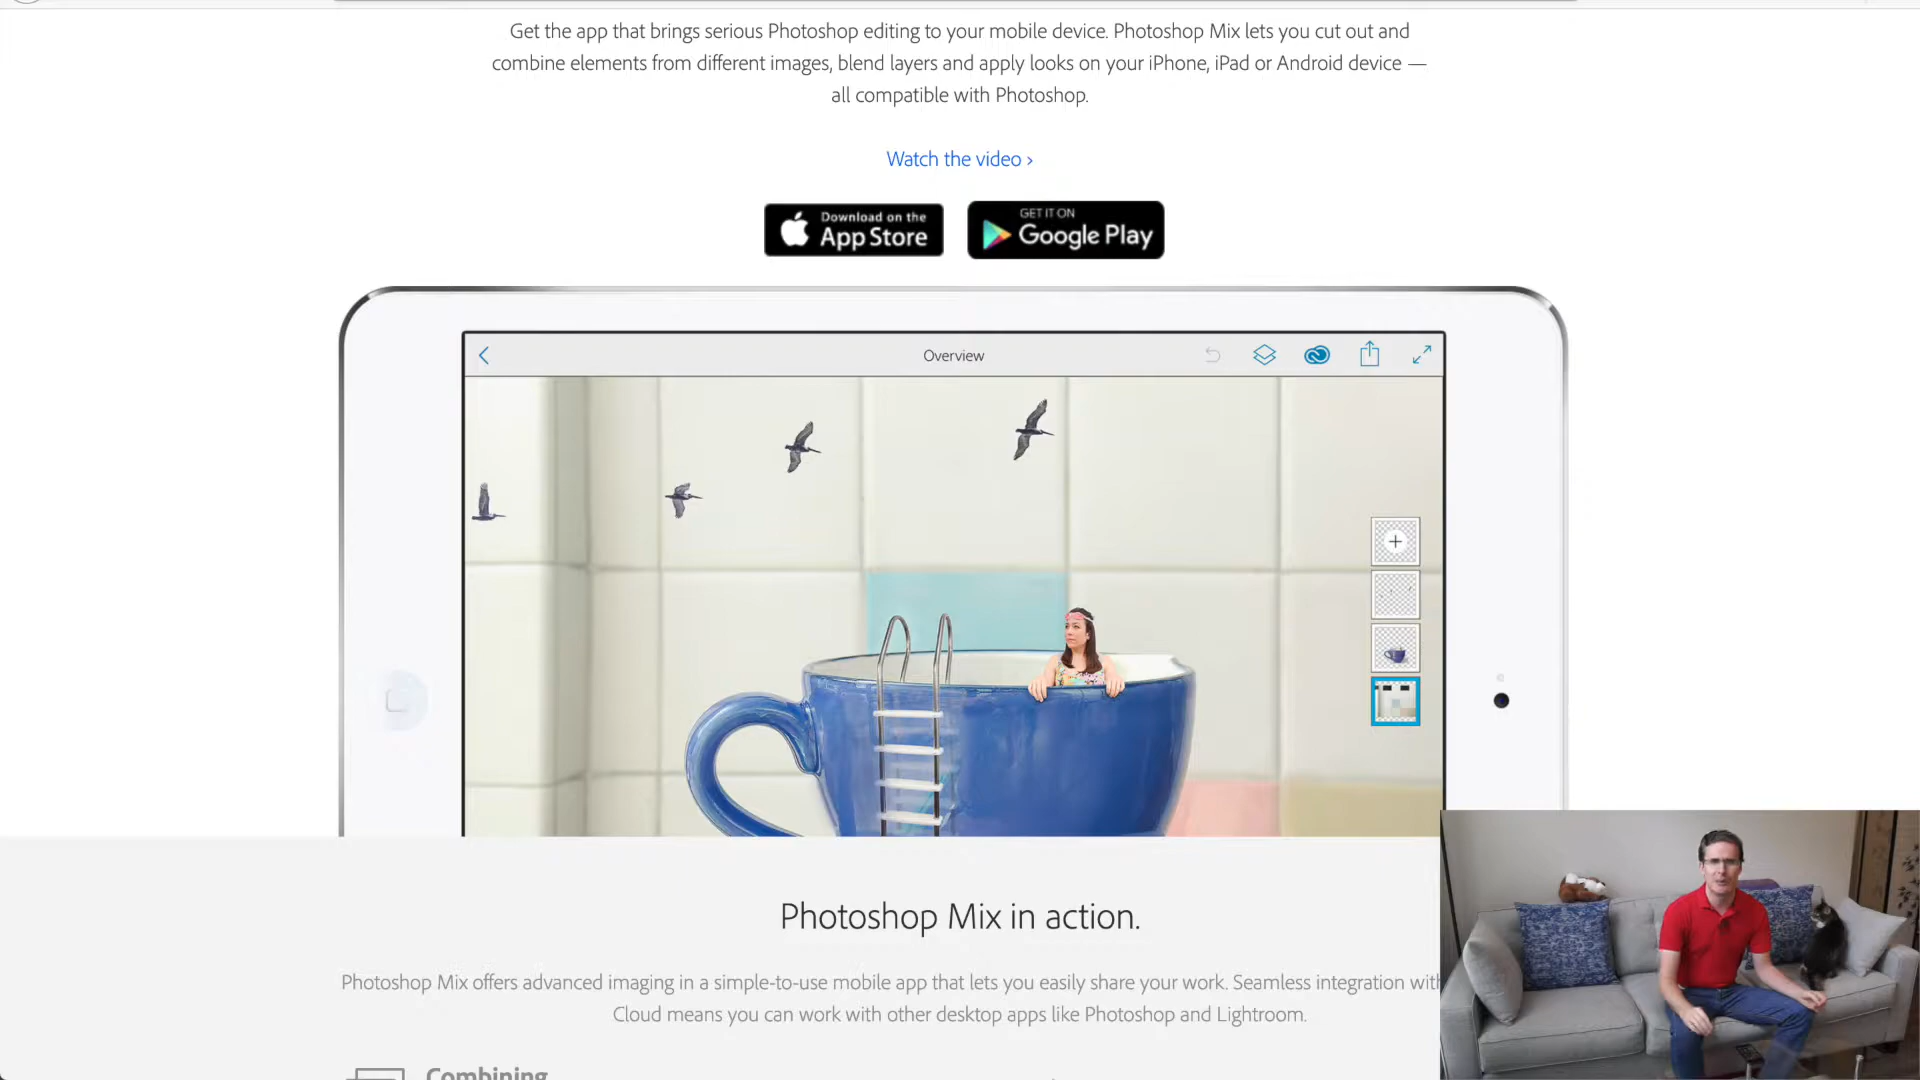 Get the app that brings serious Photoshop editing to your mobile device. Photoshop Mix lets you cut out and
combine elements from different images, blend layers and apply looks on your iPhone, iPad or Android device —
all compatible with Photoshop.
Watch the video ›
Download on the
App Store
GET IT ON
Google Play
Overview
Photoshop Mix in action.
Photoshop Mix offers advanced imaging in a simple-to-use mobile app that lets you easily share your work. Seamless integration with
Cloud means you can work with other desktop apps like Photoshop and Lightroom.
Combining